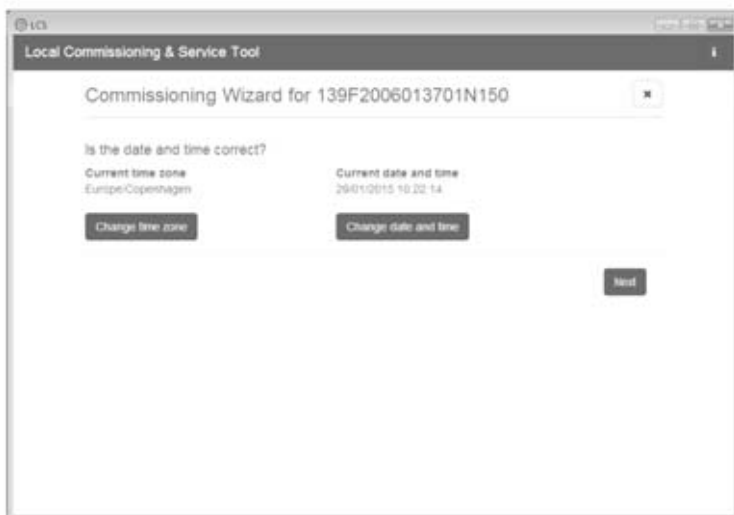 LCS
Local Commissioning & Service Tool
i
Commissioning Wizard for 139F2006013701N150
Is the date and time correct?
Current time zone
Current date and time
Europe/Copenhagen
29/01/2015 10:22:14
Change time zone
Change date and time
Next